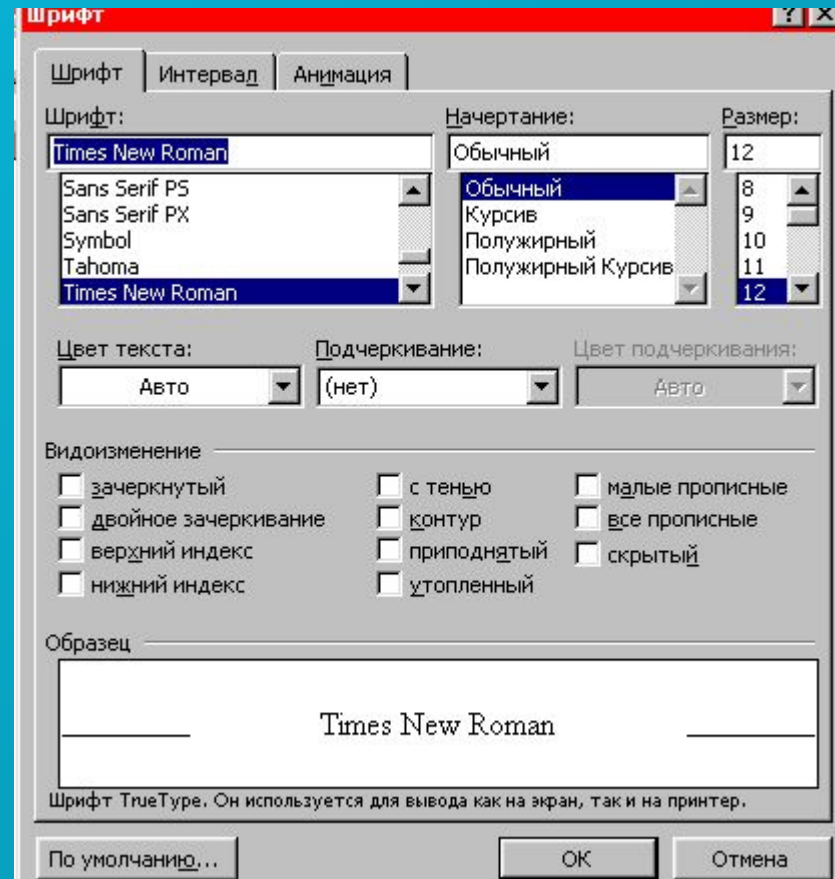 Шрифт
Шрифт Интервал Анимация
Шрифт: Начертание: Размер:
Times New Roman Обычный 12
Sans Serif PS Обычный 8
Sans Serif PX Курсив 9
Symbol Полужирный 10
Tahoma Полужирный Курсив 11
Times New Roman 12
Цвет текста: Подчеркивание: Цвет подчеркивания:
Авто (нет) Авто
Видоизменение
зачеркнутый с тенью малые прописные
двойное зачеркивание контур все прописные
верхний индекс приподнятый скрытый
нижний индекс утопленный
Образец
Times New Roman
Шрифт TrueType. Он используется для вывода как на экран, так и на принтер.
По умолчанию... ОК Отмена